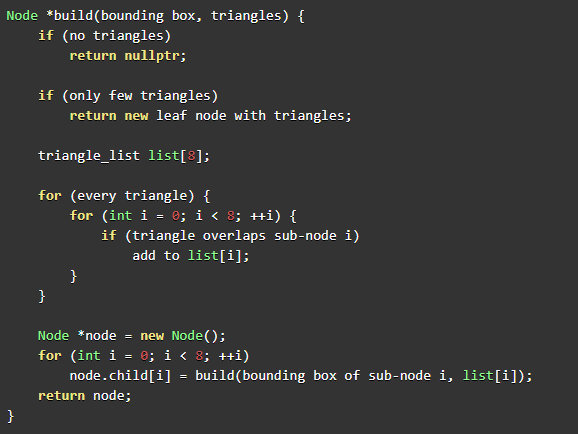 Node *build(bounding box, triangles) {
    if (no triangles)
        return nullptr;

    if (only few triangles)
        return new leaf node with triangles;

    triangle_list list[8];

    for (every triangle) {
        for (int i = 0; i < 8; ++i) {
            if (triangle overlaps sub-node i)
                add to list[i];
        }
    }

    Node *node = new Node();
    for (int i = 0; i < 8; ++i)
        node.child[i] = build(bounding box of sub-node i, list[i]);
    return node;
}